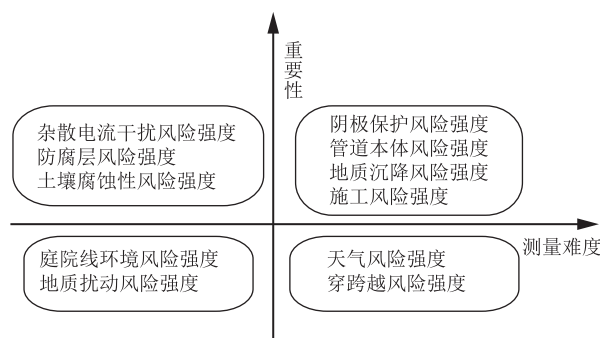 重要性
杂散电流干扰风险强度
防腐层风险强度
土壤腐蚀性风险强度
阴极保护风险强度
管道本体风险强度
地质沉降风险强度
施工风险强度
测量难度
庭院线环境风险强度
地质扰动风险强度
天气风险强度
穿跨越风险强度